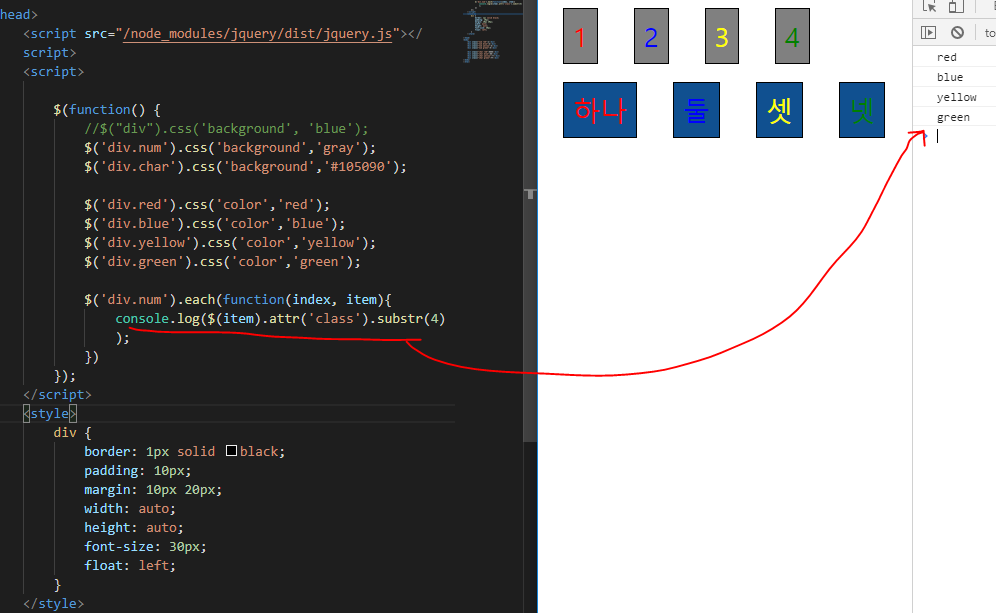 head>
<script src="/node_modules/jquery/dist/jquery.js"></
script>
<script>
$(function() {
//$("div").css('background', 'blue');
$('div.num').css('background','gray');
$('div.char').css('background','#105090');
$('div.red').css('color','red');
$('div.blue').css('color','blue');
$('div.yellow').css('color','yellow');
$('div.green').css('color','green');
$('div.num').each(function(index, item){
console.log($(item).attr('class').substr(4)
);
})
});
</script>
<style>
div {
border: 1px solid black;
padding: 10px;
margin: 10px 20px;
width: auto;
height: auto;
font-size: 30px;
float: left;
}
</style>
1 2 3 4
하나 둘 셋 넷
to
red
blue
yellow
green